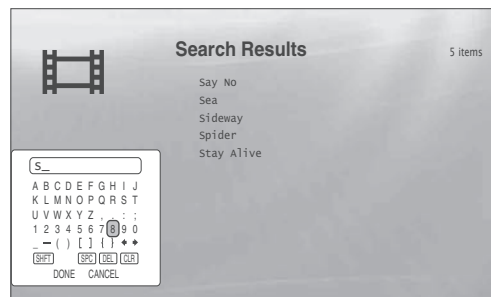 Search Results
5 items
Say No
Sea
Sideway
Spider
Stay Alive
S_
A B C D E F G H I J
K L M N O P Q R S T
U V W X Y Z , . : ;
1 2 3 4 5 6 7 8 9 0
_ – ( ) [ ] { }
SHFT SPC DEL CLR
DONE CANCEL